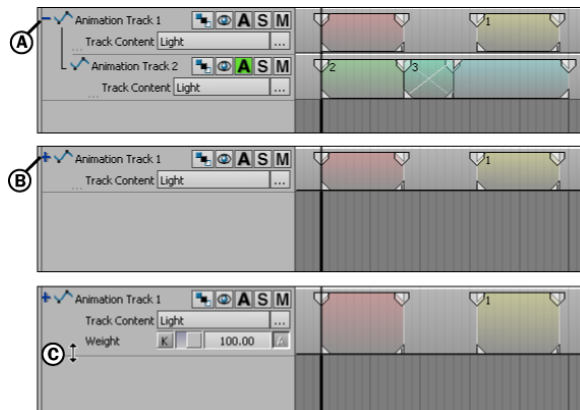 A
Animation Track 1 A S M 1
Track Content Light ...
Animation Track 2 A S M 2 3
Track Content Light ...
B
Animation Track 1 A S M 1
Track Content Light ...
Animation Track 1 A S M 1
Track Content Light ...
C
Weight K 100.00